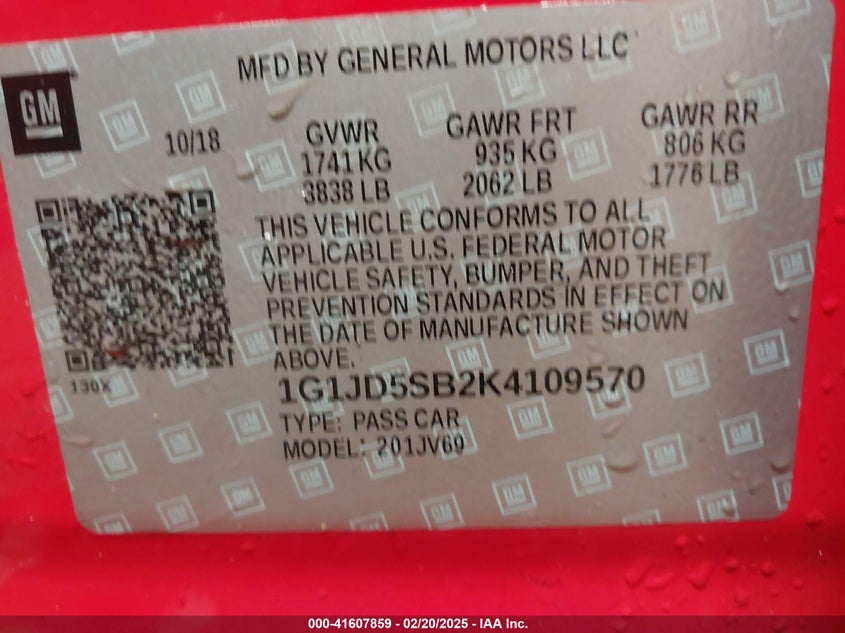 MFD BY GENERAL MOTORS LLC
GM
10/18
GVWR
1741 KG
3838 LB
GAWR FRT
935 KG
2062 LB
GAWR RR
806 KG
1776 LB
THIS VEHICLE CONFORMS TO ALL
APPLICABLE U.S. FEDERAL MOTOR
VEHICLE SAFETY, BUMPER, AND THEFT
PREVENTION STANDARDS IN EFFECT ON
THE DATE OF MANUFACTURE SHOWN
ABOVE.
130X
1G1JD5SB2K4109570
TYPE: PASS CAR
MODEL: 201JV69
000-41607859 - 02/20/2025 - IAA Inc.